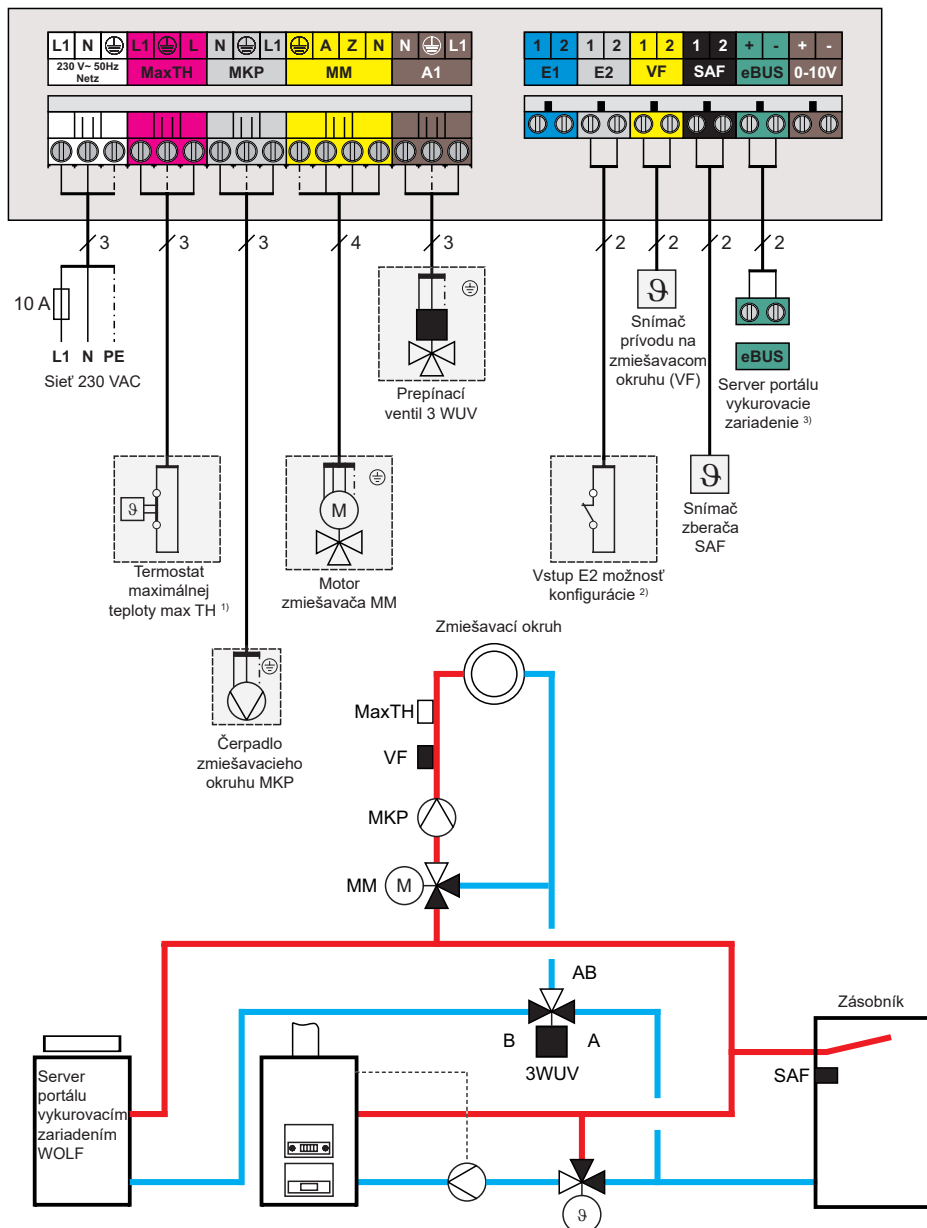 L1 N L1 L N L1 A Z N N L1
230 V~ 50Hz
Netz
MaxTH MKP MM A1
1 2 1 2 1 2 1 2 + - + -
E1 E2 VF SAF eBUS 0-10V
3 3 3 4 3 2 2 2 2
10 A
L1 N PE
Sieť 230 VAC
Prepínací
ventil 3 WUV
ϑ
Snímač
prívodu na
zmiešavacom
okruhu (VF)
eBUS
Server portálu
vykurovacie
zariadenie 3)
ϑ
Termostat
maximálnej
teploty max TH 1)
M
Motor
zmiešavača MM
Vstup E2 možnosť
konfigurácie 2)
ϑ
Snímač
zberača
SAF
Čerpadlo
zmiešavacieho
okruhu MKP
Zmiešavací okruh
MaxTH
VF
MKP
MM M
AB
B A
3WUV
Zásobník
SAF
Server
portálu
vykurovacím
zariadením
WOLF
ϑ